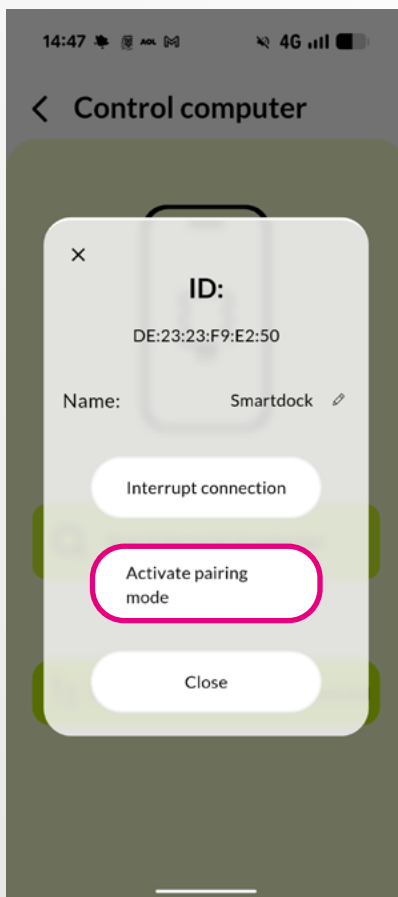 14:47 AOL 4G
Control computer
ID:
DE:23:23:F9:E2:50
Name: Smartdock
Interrupt connection
Activate pairing
mode
Close